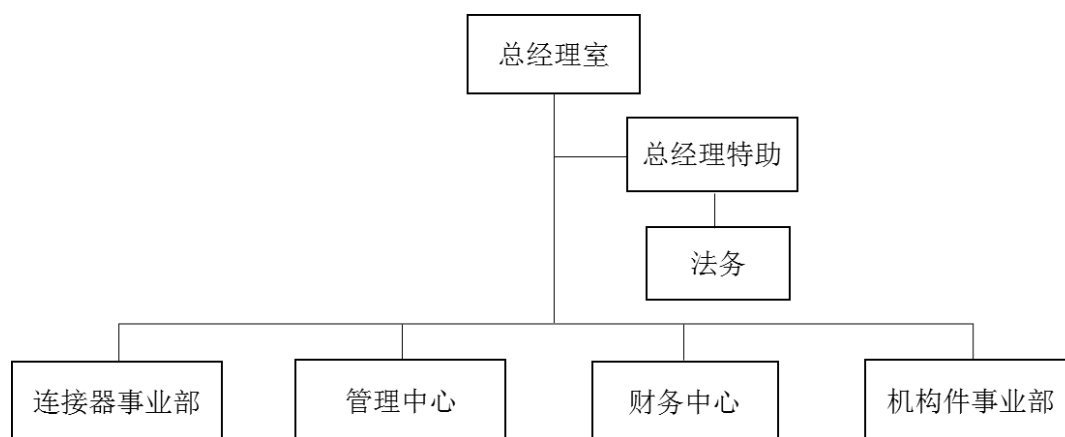 总经理室
总经理特助
法务
连接器事业部
管理中心
财务中心
机构件事业部